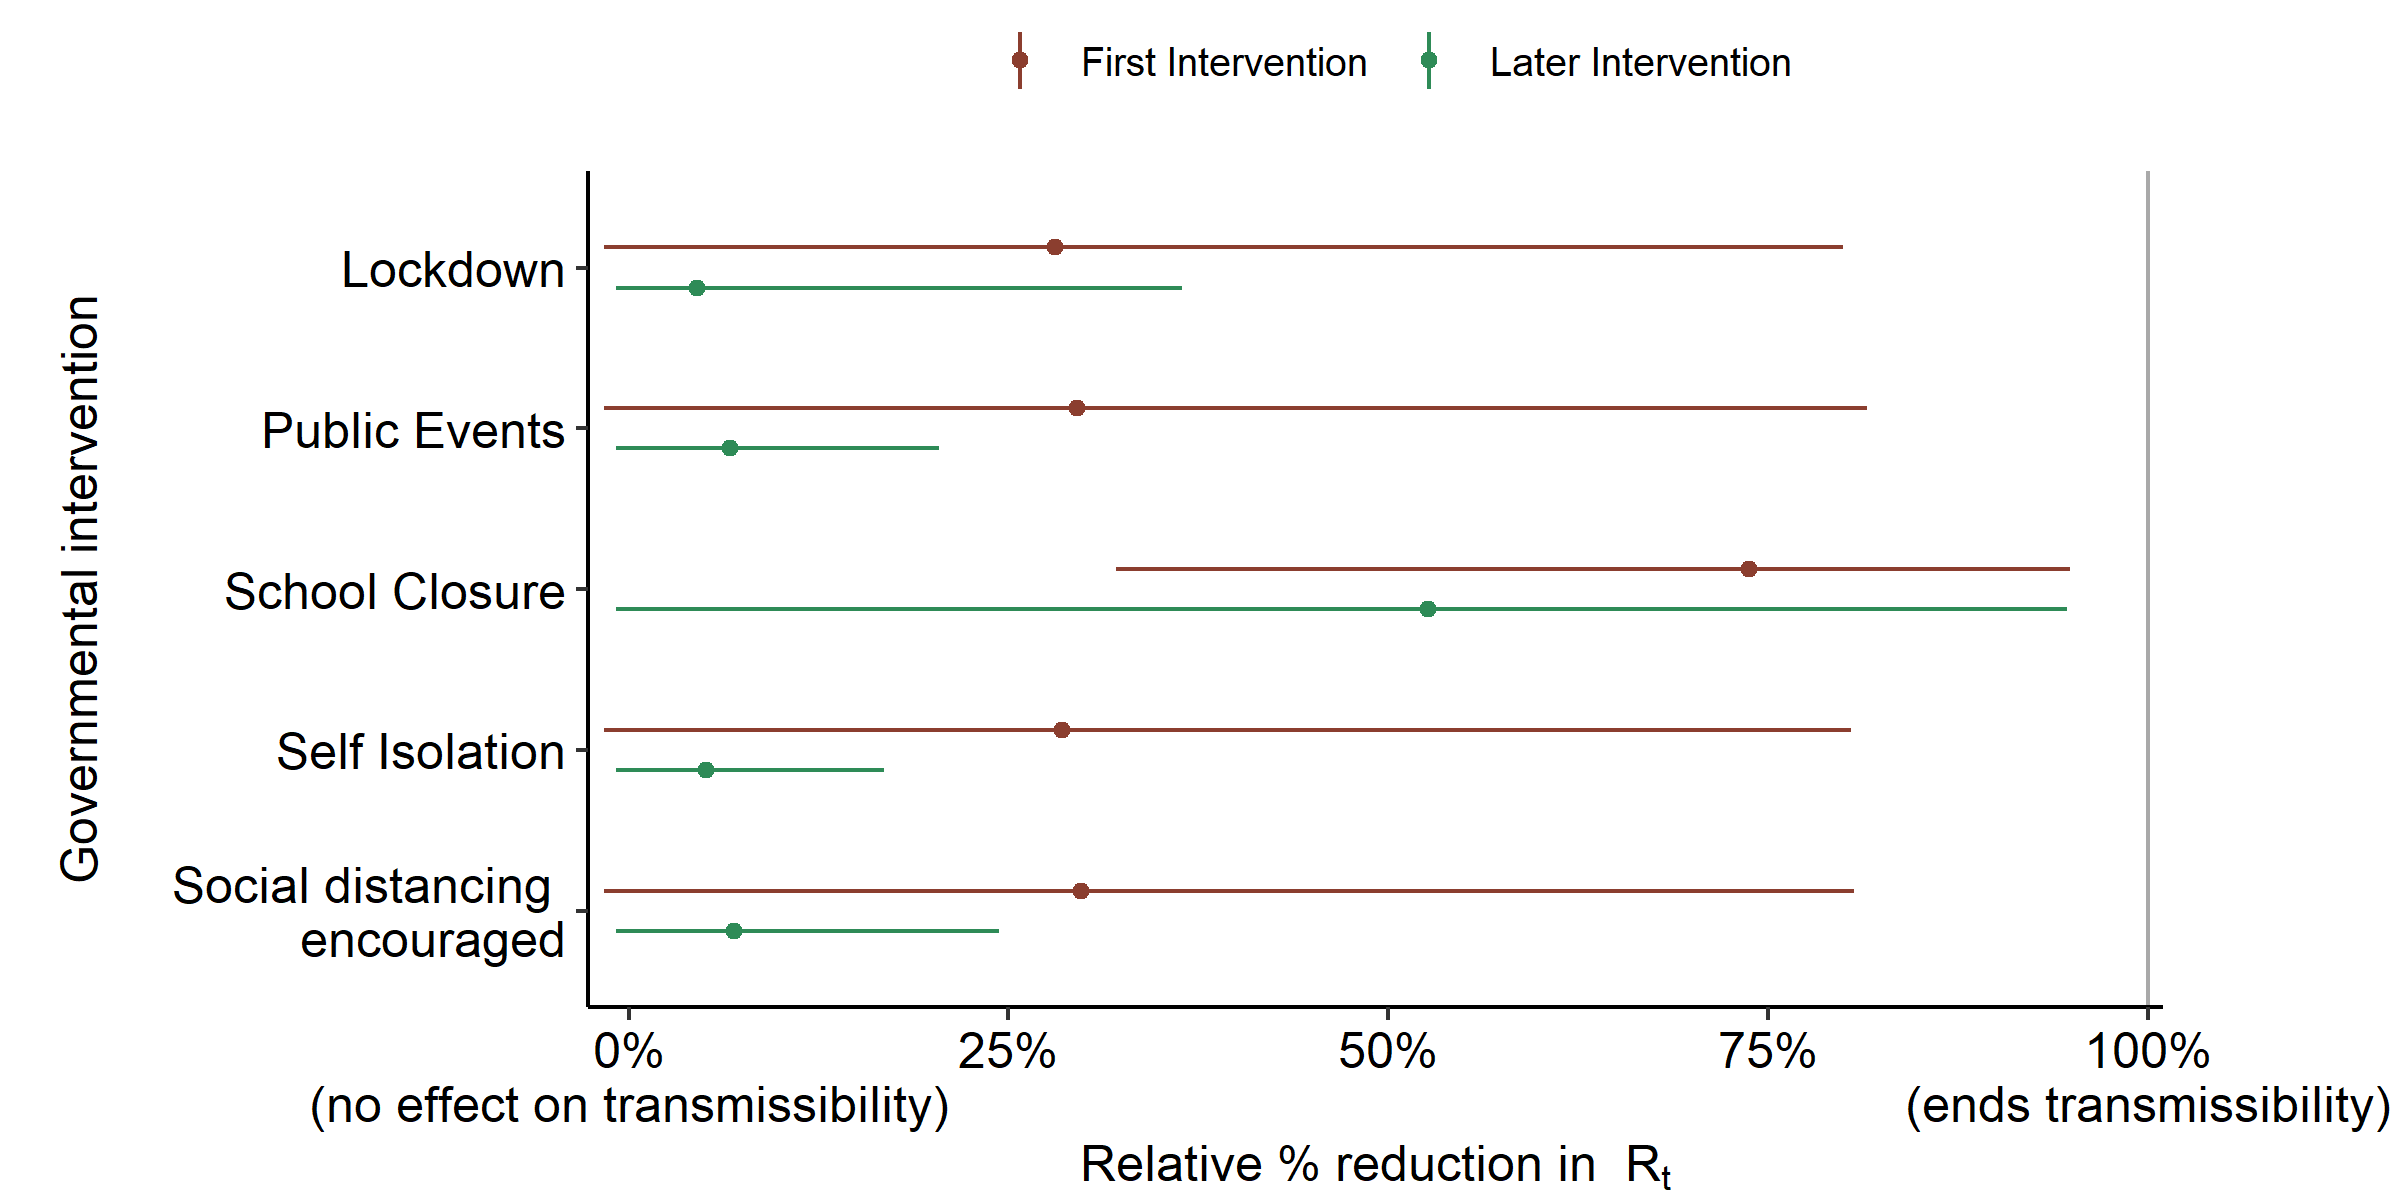 First Intervention
Later Intervention
Governmental intervention
Lockdown
Public Events
School Closure
Self Isolation
Social distancing
encouraged
0%
25%
50%
75%
100%
(no effect on transmissibility)
(ends transmissibility)
Relative % reduction in Rt